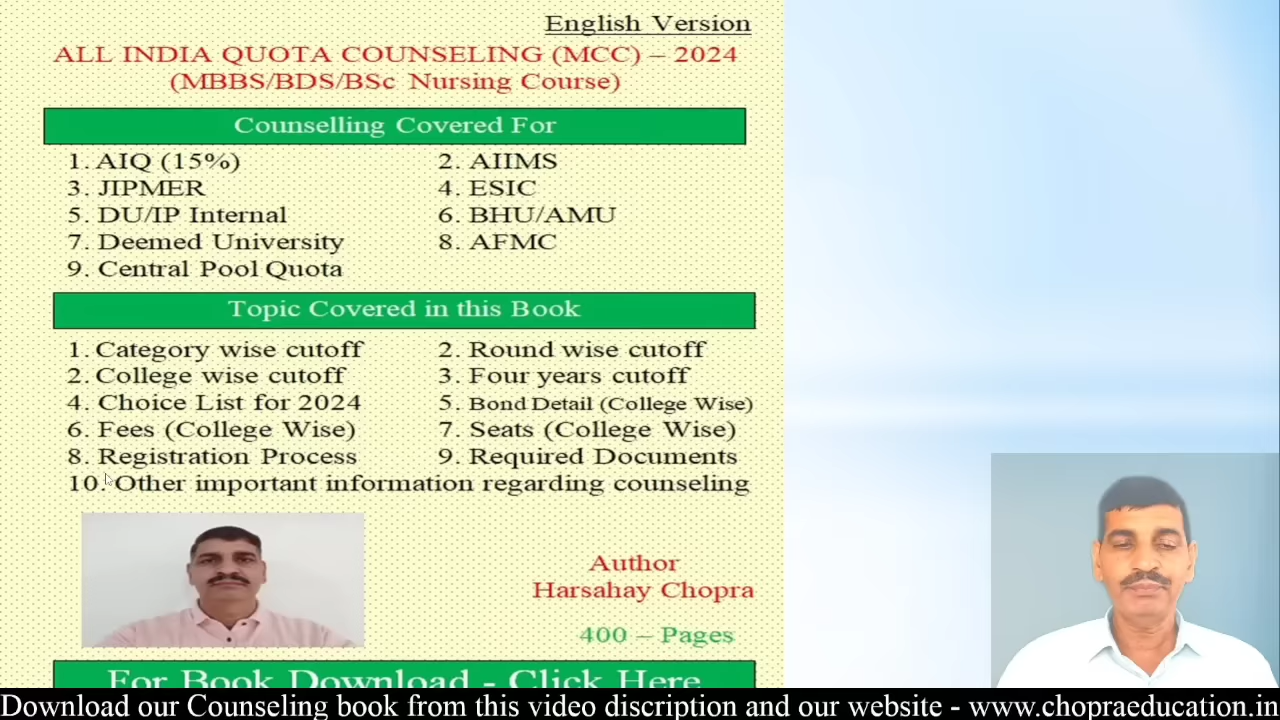 English Version
ALL INDIA QUOTA COUNSELING (MCC) – 2024
(MBBS/BDS/BSc Nursing Course)
Counselling Covered For
1. AIQ (15%) 2. AIIMS
3. JIPMER 4. ESIC
5. DU/IP Internal 6. BHU/AMU
7. Deemed University 8. AFMC
9. Central Pool Quota
Topic Covered in this Book
1. Category wise cutoff 2. Round wise cutoff
2. College wise cutoff 3. Four years cutoff
4. Choice List for 2024 5. Bond Detail (College Wise)
6. Fees (College Wise) 7. Seats (College Wise)
8. Registration Process 9. Required Documents
10. Other important information regarding counseling
Author
Harsahay Chopra
400 – Pages
For Book Download - Click Here
Download our Counseling book from this video discription and our website - www.chopraeducation.in